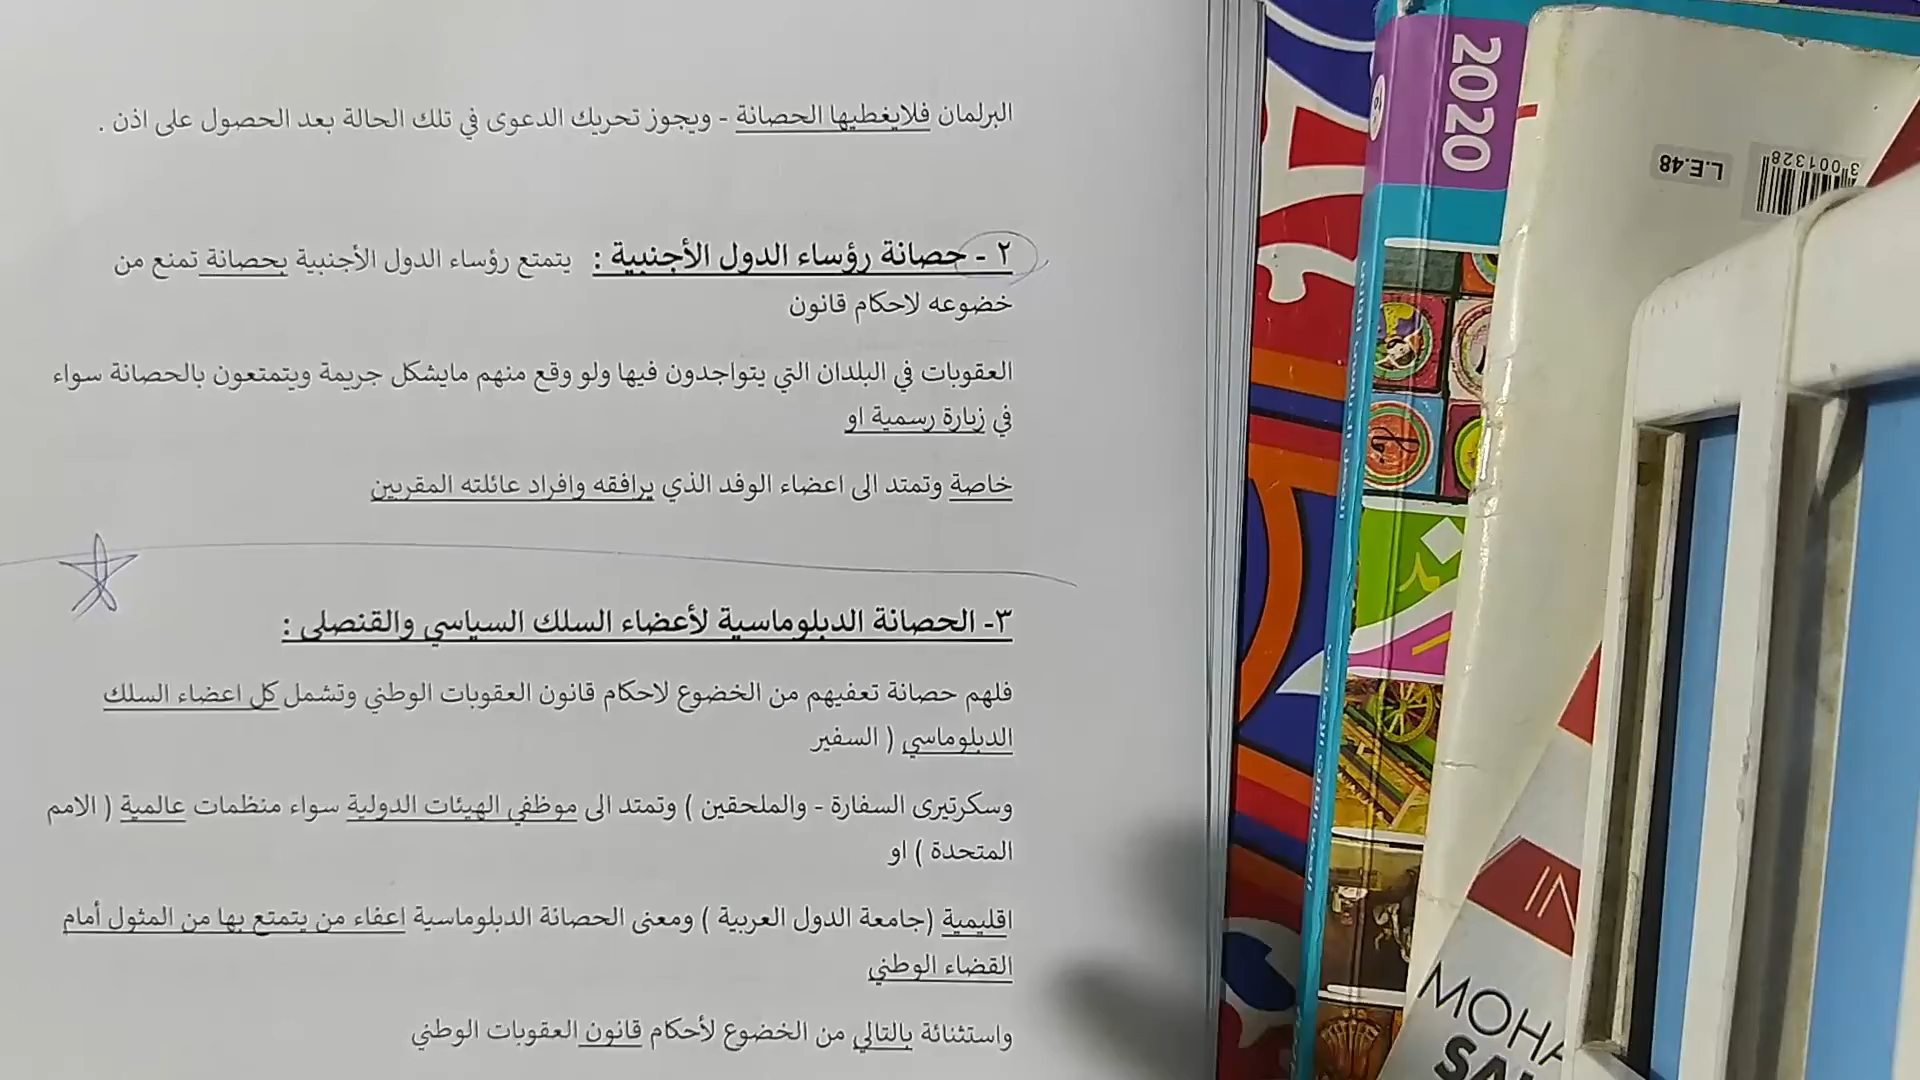 البرلمان فلايغطيها الحصانة - ويجوز تحريك الدعوى في تلك الحالة بعد الحصول على اذن .
٢ - حصانة رؤساء الدول الأجنبية : يتمتع رؤساء الدول الأجنبية بحصانة تمنع من
خضوعه لاحكام قانون
العقوبات في البلدان التي يتواجدون فيها ولو وقع منهم مايشكل جريمة ويتمتعون بالحصانة سواء
في زيارة رسمية او
خاصة وتمتد الى اعضاء الوفد الذي يرافقه وافراد عائلته المقربين
٣- الحصانة الدبلوماسية لأعضاء السلك السياسي والقنصلى :
فلهم حصانة تعفيهم من الخضوع لاحكام قانون العقوبات الوطني وتشمل كل اعضاء السلك
الدبلوماسي ( السفير
وسكرتيرى السفارة - والملحقين ) وتمتد الى موظفي الهيئات الدولية سواء منظمات عالمية ( الامم
المتحدة ) او
اقليمية (جامعة الدول العربية ) ومعنى الحصانة الدبلوماسية اعفاء من يتمتع بها من المثول أمام
القضاء الوطني
واستثنائة بالتالي من الخضوع لأحكام قانون العقوبات الوطني
2020
L.E.48
3 001328
IN
MOHA